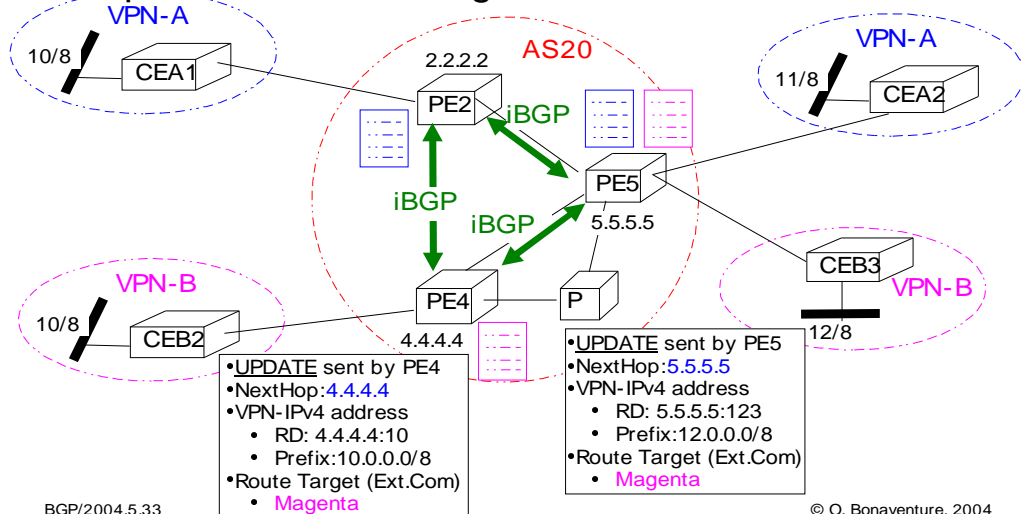 VPN-A
10/8
CEA1
AS20
2.2.2.2
PE2
iBGP
VPN-A
11/8
CEA2
PE5
5.5.5.5
iBGP
iBGP
VPN-B
10/8
CEB2
PE4
4.4.4.4
P
CEB3
VPN-B
12/8
•UPDATE sent by PE4
•NextHop:4.4.4.4
•VPN-IPv4 address
• RD: 4.4.4.4:10
• Prefix:10.0.0.0/8
•Route Target (Ext.Com)
• Magenta
•UPDATE sent by PE5
•NextHop:5.5.5.5
•VPN-IPv4 address
• RD: 5.5.5.5:123
• Prefix:12.0.0.0/8
•Route Target (Ext.Com)
• Magenta
BGP/2004.5.33
© O. Bonaventure, 2004